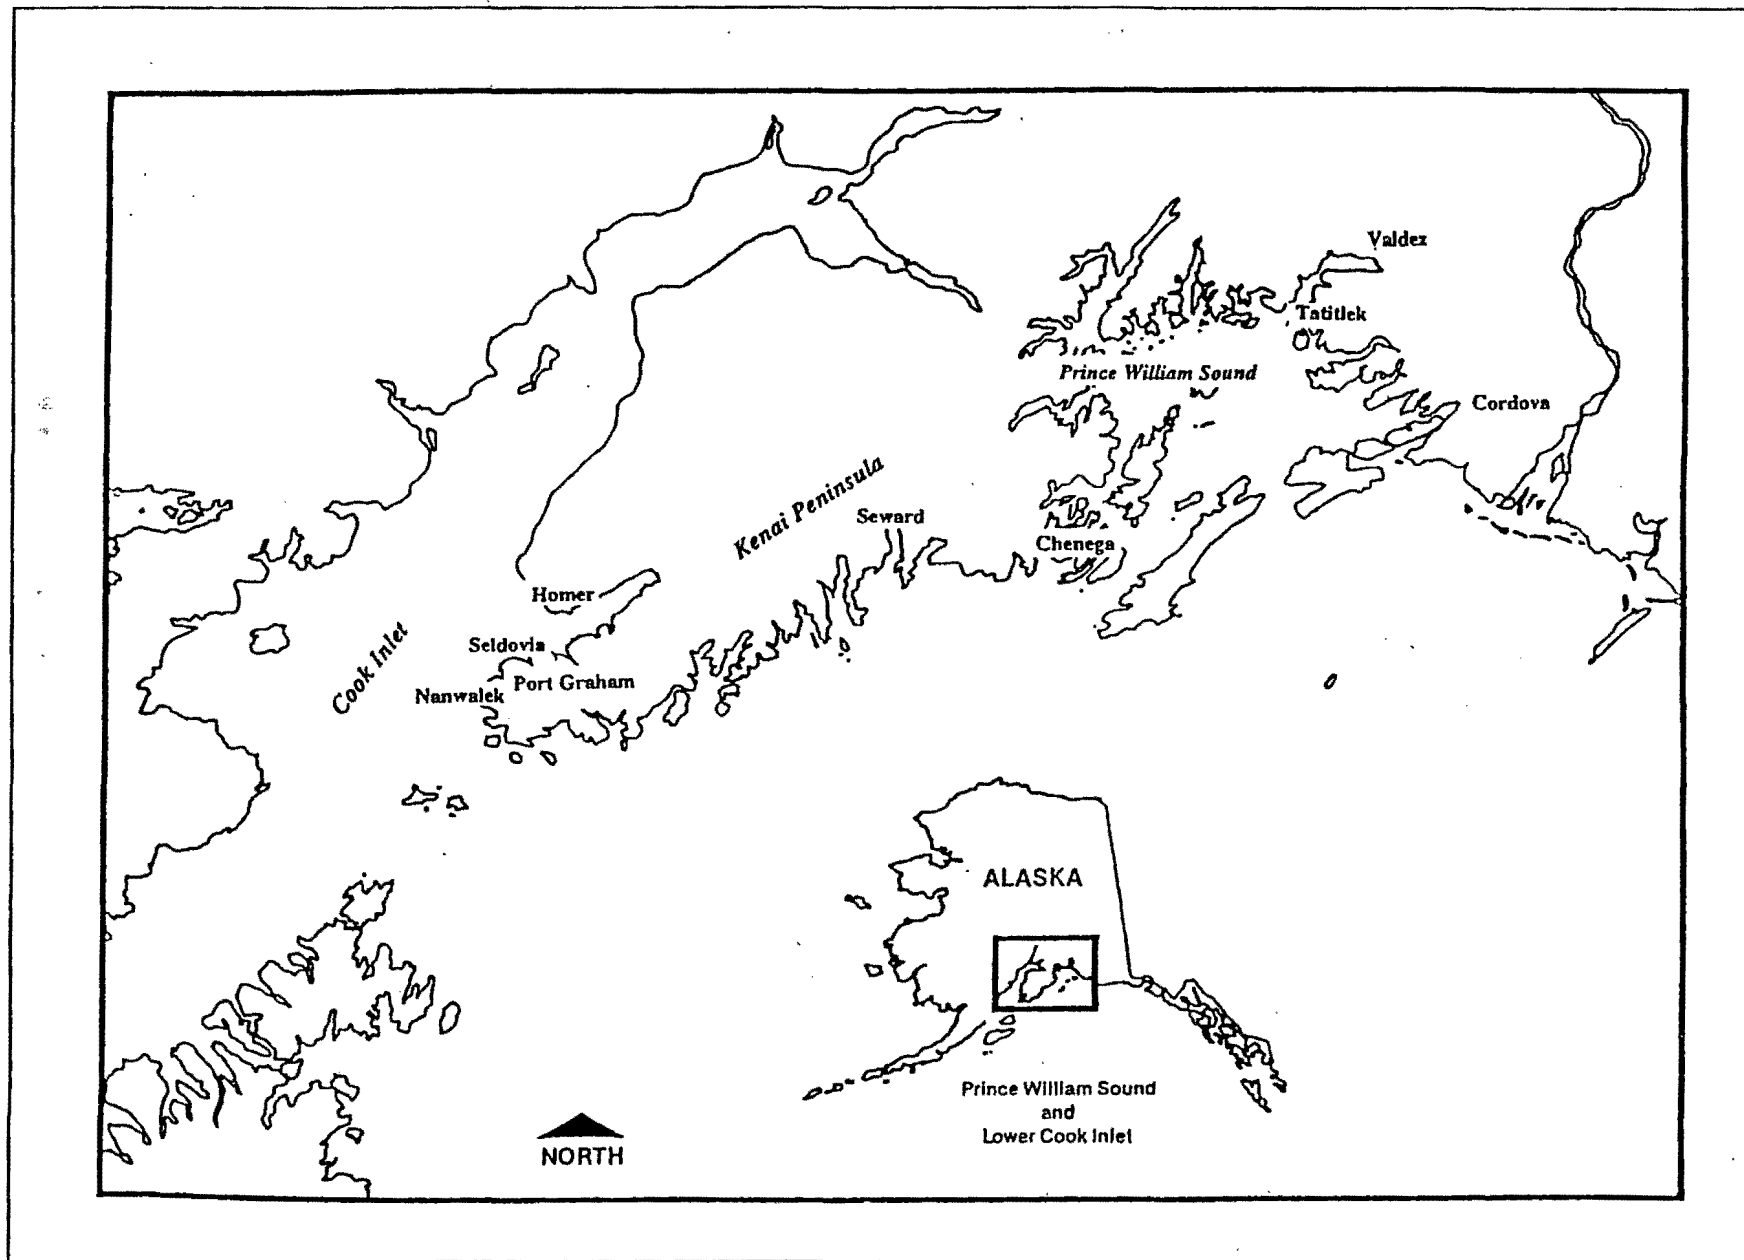 Valdez
Tatitlek
Prince William Sound
Cordova
Kenai Peninsula
Seward
Chenega
Homer
Seldovia
Cook Inlet
Port Graham
Nanwalek
ALASKA
Prince William Sound
and
Lower Cook Inlet
NORTH